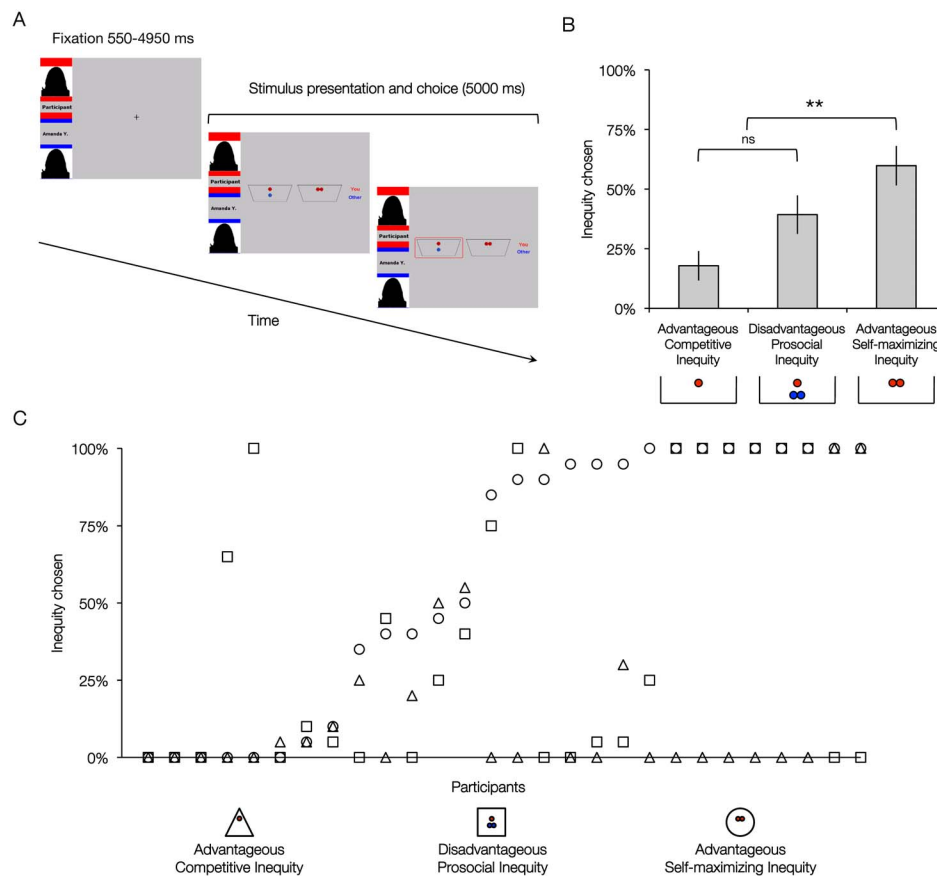 A
Fixation 550-4950 ms
Participant
Amanda Y.
Stimulus presentation and choice (5000 ms)
Participant
Amanda Y.
You
Other
Participant
Amanda Y.
You
Other
Time
B
Inequity chosen
100%
75%
50%
25%
0%
**
ns
Advantageous
Competitive
Inequity
Disadvantageous
Prosocial
Inequity
Advantageous
Self-maximizing
Inequity
C
Inequity chosen
100%
75%
50%
25%
0%
Participants
Advantageous
Competitive Inequity
Disadvantageous
Prosocial Inequity
Advantageous
Self-maximizing Inequity